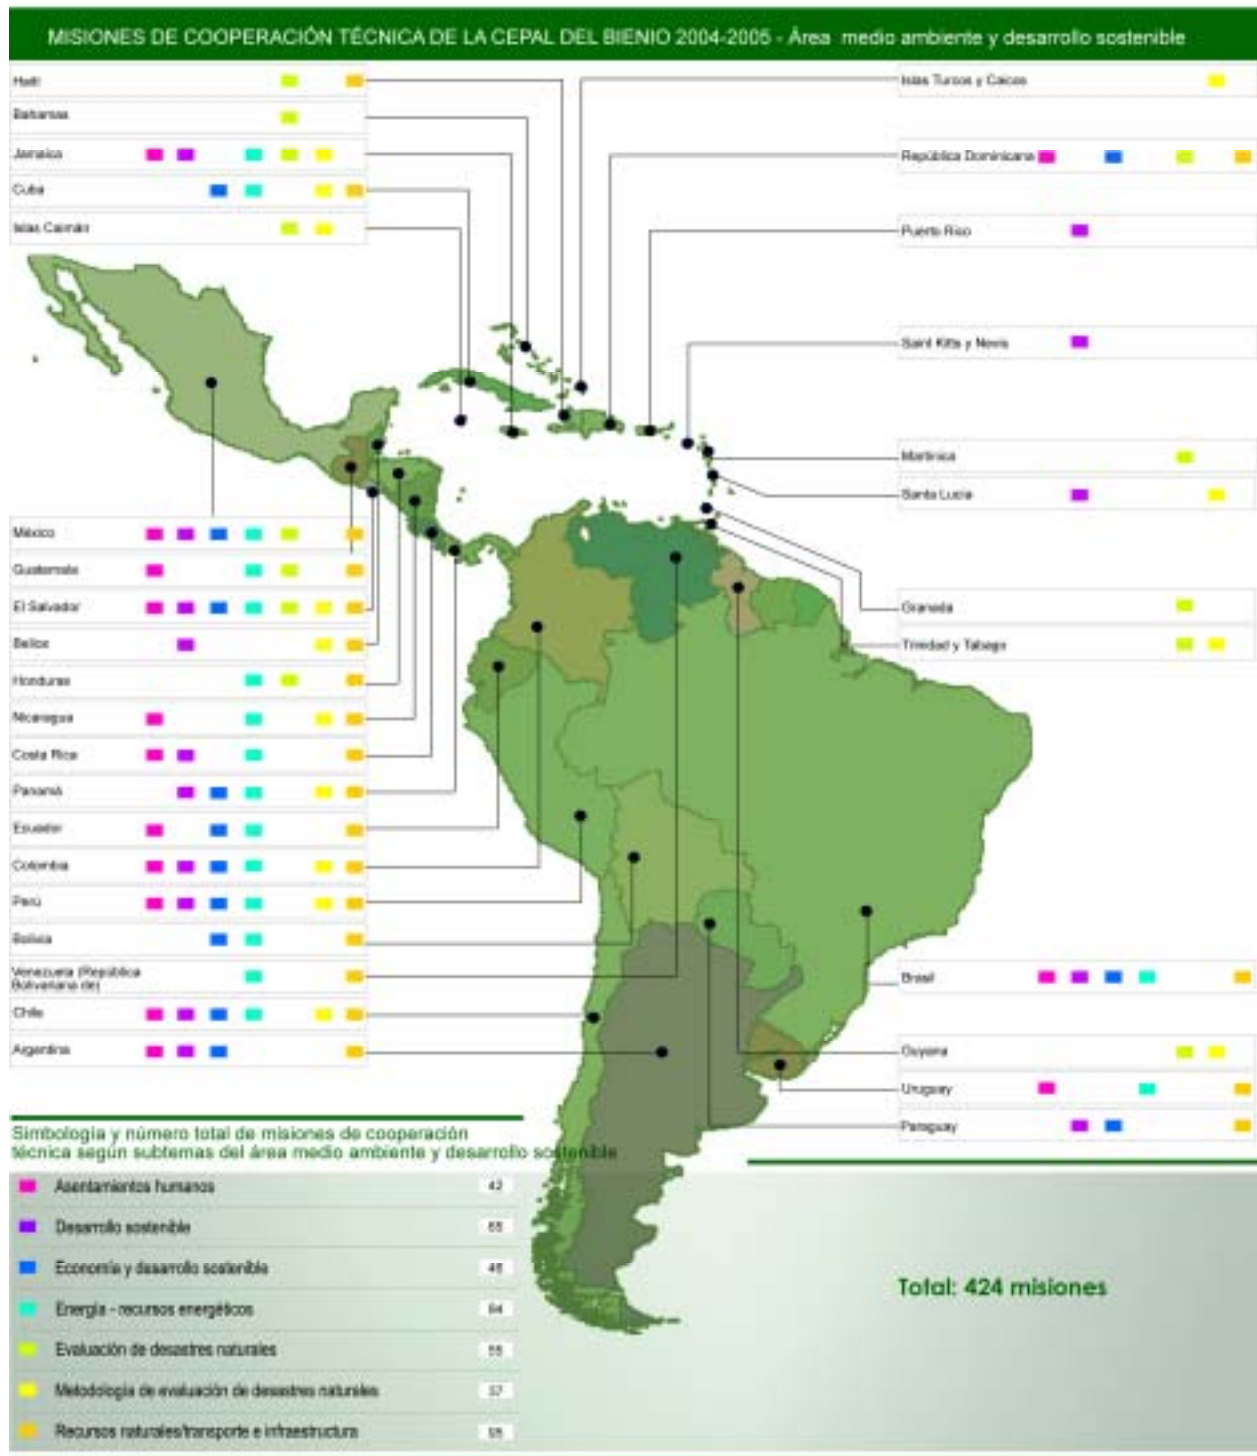 MISIONES DE COOPERACIÓN TÉCNICA DE LA CEPAL DEL BIENIO 2004-2005 - Área medio ambiente y desarrollo sostenible
Haití
Bahamas
Jamaica
Cuba
Islas Caimán
Islas Turcos y Caicos
República Dominicana
Puerto Rico
Saint Kitts y Nevis
Martinica
Santa Lucia
Granada
Trinidad y Tabago
México
Guatemala
El Salvador
Belice
Honduras
Nicaragua
Costa Rica
Panamá
Ecuador
Colombia
Perú
Bolivia
Venezuela (República
Bolivariana de)
Chile
Argentina
Brasil
Guyana
Uruguay
Paraguay
Simbología y número total de misiones de cooperación
técnica según subtemas del área medio ambiente y desarrollo sostenible
Asentamientos humanos 42
Desarrollo sostenible
Economía y desarrollo sostenible 46
Energía - recursos energéticos
Evaluación de desastres naturales
Metodología de evaluación de desastres naturales
Recursos naturales/transporte e infraestructura
Total: 424 misiones